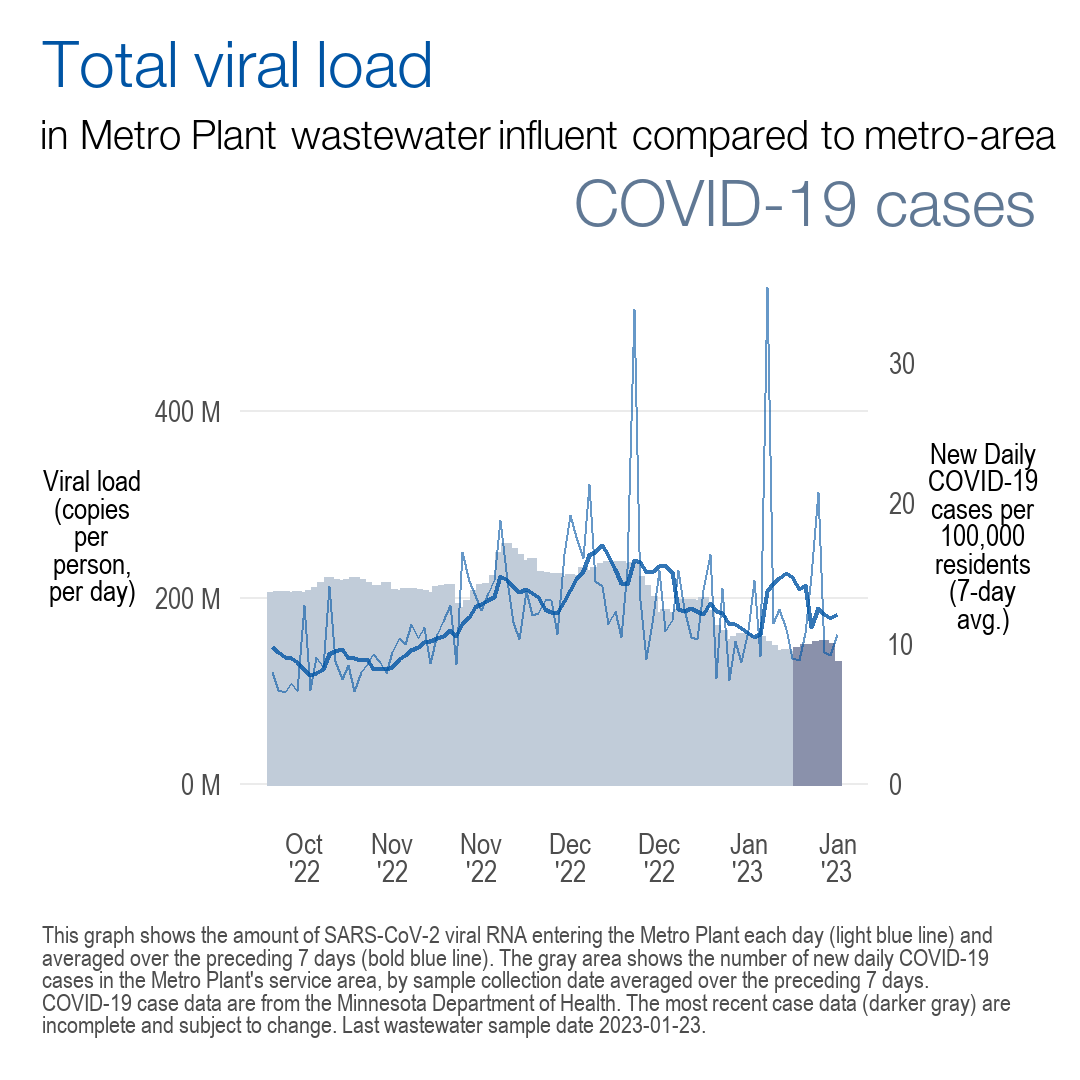 Total viral load
in Metro Plant wastewater influent compared to metro-area
COVID-19 cases
30
400 M
Viral load
(copies
per
person,
per day)
New Daily
COVID-19
cases per
100,000
residents
(7-day
avg.)
20
200 M
10
0 M
0
Oct
'22
Nov
'22
Nov
'22
Dec
'22
Dec
'22
Jan
'23
Jan
'23
This graph shows the amount of SARS-CoV-2 viral RNA entering the Metro Plant each day (light blue line) and
averaged over the preceding 7 days (bold blue line). The gray area shows the number of new daily COVID-19
cases in the Metro Plant's service area, by sample collection date averaged over the preceding 7 days.
COVID-19 case data are from the Minnesota Department of Health. The most recent case data (darker gray) are
incomplete and subject to change. Last wastewater sample date 2023-01-23.